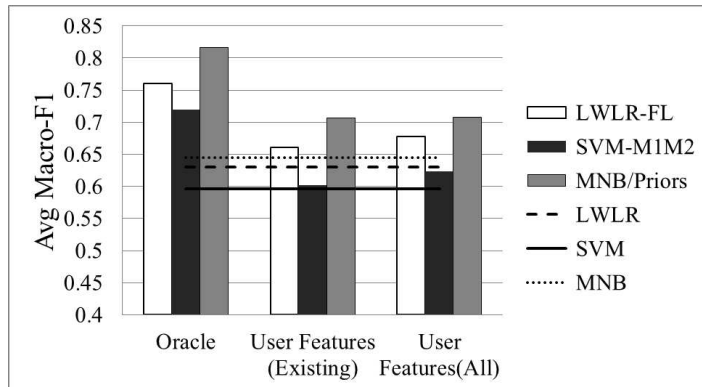 Avg Macro-F1
0.85
0.8
0.75
0.7
0.65
0.6
0.55
0.5
0.45
0.4
Oracle
User Features
(Existing)
User
Features(All)
LWLR-FL
SVM-M1M2
MNB/Priors
LWLR
SVM
MNB